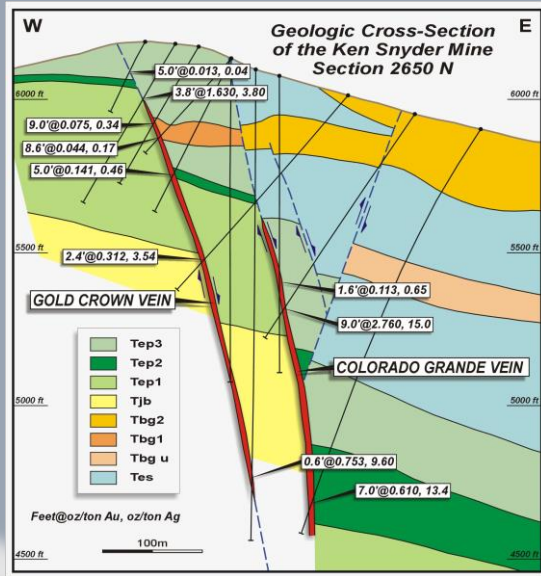 W
Geologic Cross-Section
of the Ken Snyder Mine
Section 2650 N
E
5.0'@0.013, 0.04
6000 ft
3.8'@1.630, 3.80
6000 ft
9.0'@0.075, 0.34
8.6'@0.044, 0.17
5.0'@0.141, 0.46
5500 ft
2.4'@0.312, 3.54
5500 ft
1.6'@0.113, 0.65
GOLD CROWN VEIN
9.0'@2.760, 15.0
Tep3
Tep2
Tep1
Tjb
Tbg2
Tbg1
Tbg u
Tes
COLORADO GRANDE VEIN
5000 ft
5000 ft
0.6'@0.753, 9.60
7.0'@0.610, 13.4
Feet@oz/ton Au, oz/ton Ag
100m
4500 ft
4500 ft